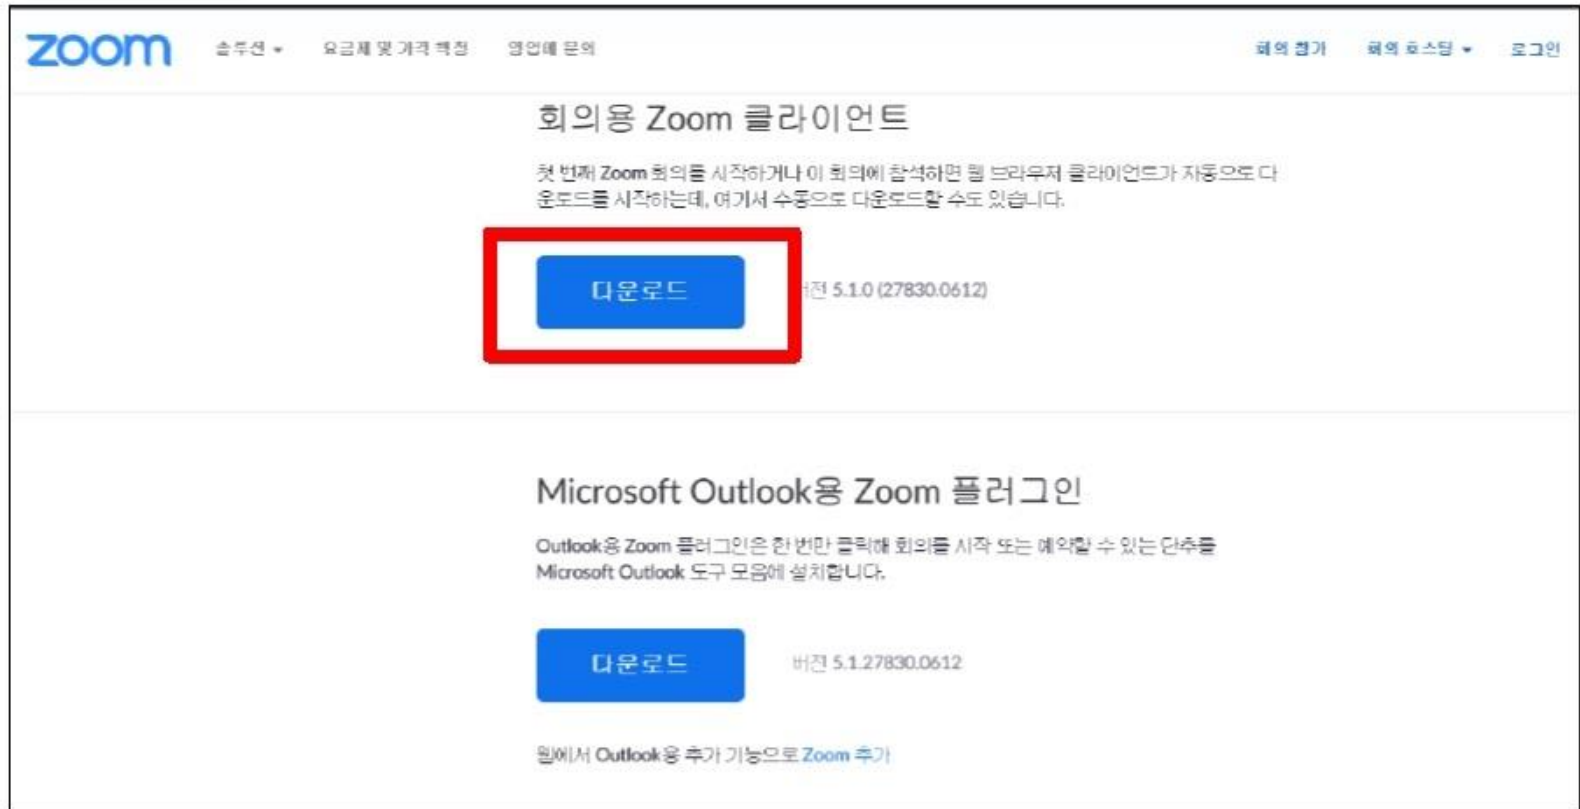 zoom
솔루션 요금제 및 가격 책정 영업에 문의 회의 참가 회의 호스팅 로그인
회의용 Zoom 클라이언트
첫 번째 Zoom 회의를 시작하거나 이 회의에 참석하면 웹 브라우저 클라이언트가 자동으로 다
운로드를 시작하는데, 여기서 수동으로 다운로드할 수도 있습니다.
다운로드 버전 5.1.0 (27830.0612)
Microsoft Outlook용 Zoom 플러그인
Outlook용 Zoom 플러그인은 한 번만 클릭해 회의를 시작 또는 예약할 수 있는 단추를
Microsoft Outlook 도구 모음에 설치합니다.
다운로드 버전 5.1.27830.0612
웹에서 Outlook용 추가 기능으로 Zoom 추가